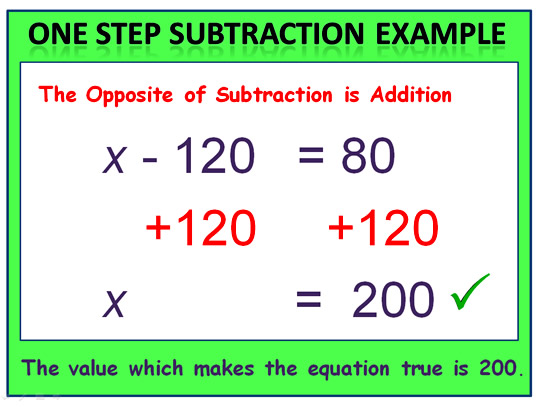 ONE STEP SUBTRACTION EXAMPLE
The Opposite of Subtraction is Addition
x - 120 = 80
+120 +120
x = 200 ✓
The value which makes the equation true is 200.